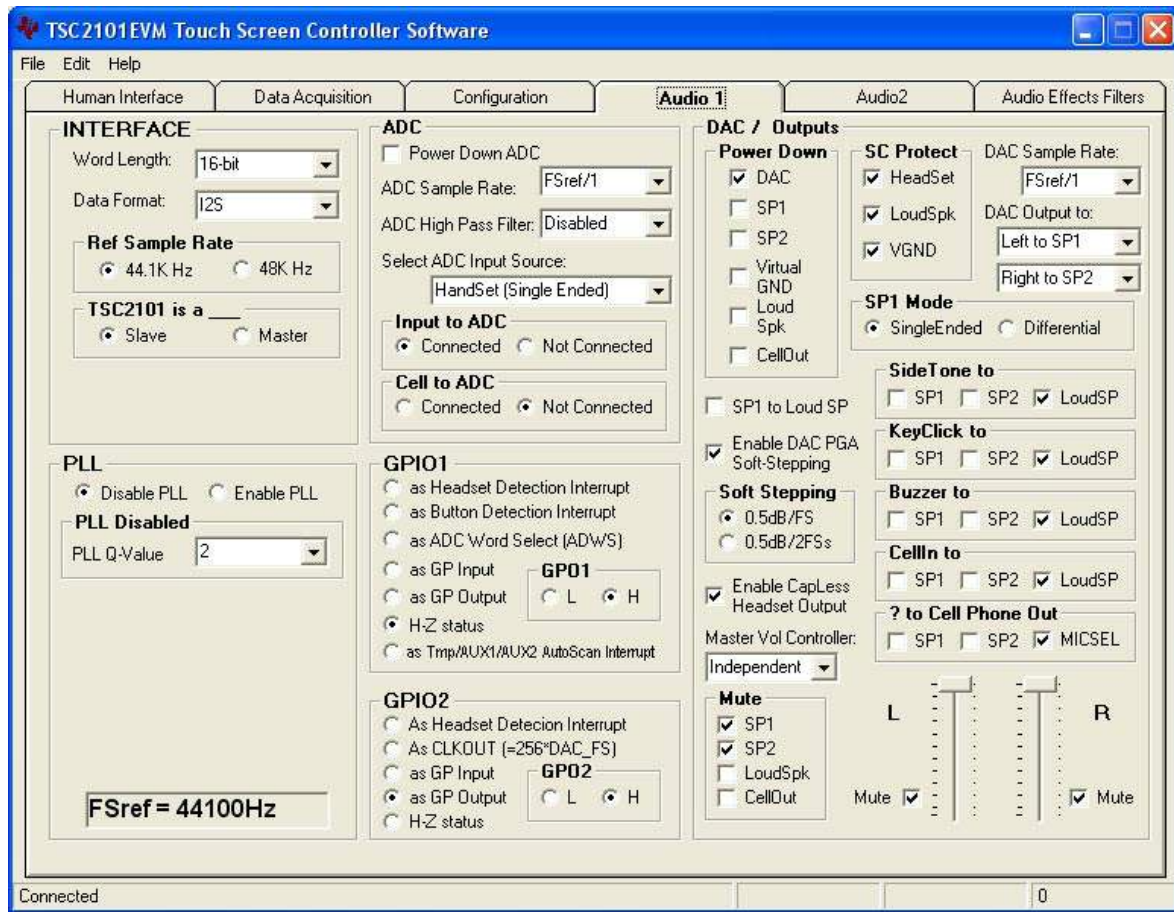 TSC2101EVM Touch Screen Controller Software
File Edit Help
Human Interface
Data Acquisition
Configuration
Audio 1
Audio2
Audio Effects Filters
INTERFACE
Word Length: 16-bit
Data Format: I2S
Ref Sample Rate
44.1K Hz 48K Hz
TSC2101 is a ___
Slave Master
PLL
Disable PLL Enable PLL
PLL Disabled
PLL Q-Value 2
FSref = 44100Hz
ADC
Power Down ADC
ADC Sample Rate: FSref/1
ADC High Pass Filter: Disabled
Select ADC Input Source:
HandSet (Single Ended)
Input to ADC
Connected Not Connected
Cell to ADC
Connected Not Connected
GPIO1
as Headset Detection Interrupt
as Button Detection Interrupt
as ADC Word Select (ADWS)
as GP Input
as GP Output
GPO1
L H
H-Z status
as Tmp/AUX1/AUX2 AutoScan Interrupt
GPIO2
As Headset Detecion Interrupt
As CLKOUT (=256*DAC_FS)
as GP Input
as GP Output
GPO2
L H
H-Z status
DAC / Outputs
Power Down
DAC
SP1
SP2
Virtual
GND
Loud
Spk
CellOut
SC Protect
HeadSet
LoudSpk
VGND
DAC Sample Rate:
FSref/1
DAC Output to:
Left to SP1
Right to SP2
SP1 Mode
SingleEnded Differential
SP1 to Loud SP
Enable DAC PGA
Soft-Stepping
Soft Stepping
0.5dB/FS
0.5dB/2FSs
Enable CapLess
Headset Output
Master Vol Controller:
Independent
Mute
SP1
SP2
LoudSpk
CellOut
SideTone to
SP1 SP2 LoudSP
KeyClick to
SP1 SP2 LoudSP
Buzzer to
SP1 SP2 LoudSP
CellIn to
SP1 SP2 LoudSP
? to Cell Phone Out
SP1 SP2 MICSEL
L R
Mute Mute
Connected 0